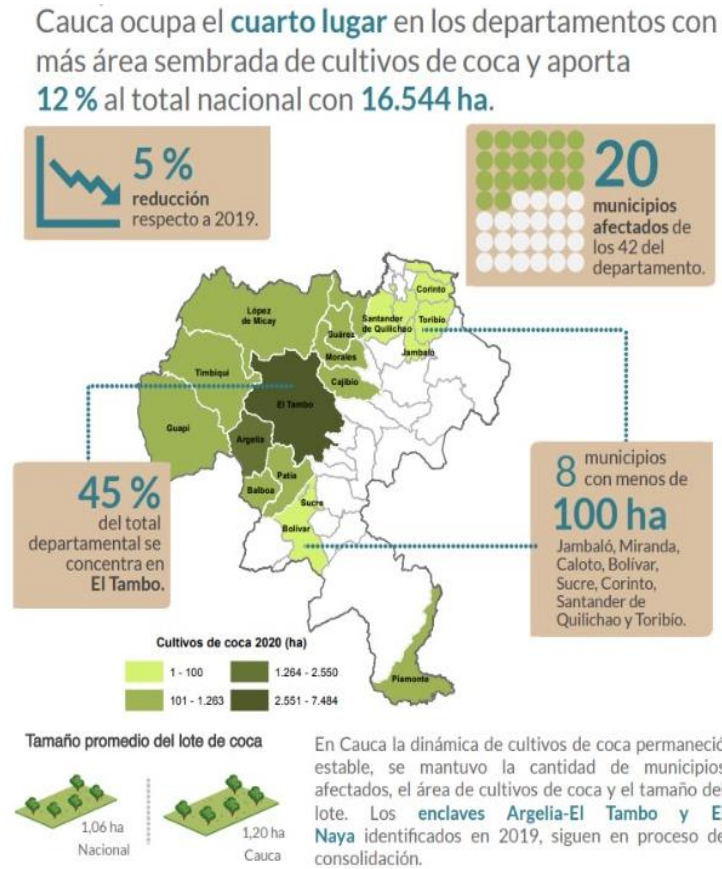 Cauca ocupa el cuarto lugar en los departamentos con
más área sembrada de cultivos de coca y aporta
12 % al total nacional con 16.544 ha.
5 %
reducción
respecto a 2019.
20
municipios
afectados de
los 42 del
departamento.
López
de Micay
Timbiquí
Guapi
El Tambo
Argelia
Balboa
Patía
Sucre
Bolívar
Suárez
Morales
Cajibío
Santander
de Quilichao
Corinto
Toribío
Jambaló
Piamonte
45 %
del total
departamental se
concentra en
El Tambo.
8 municipios
con menos de
100 ha
Jambaló, Miranda,
Caloto, Bolívar,
Sucre, Corinto,
Santander de
Quilichao y Toribío.
Cultivos de coca 2020 (ha)
1 - 100
101 - 1.263
1.264 - 2.550
2.551 - 7.484
Tamaño promedio del lote de coca
1,06 ha
Nacional
1,20 ha
Cauca
En Cauca la dinámica de cultivos de coca permaneció
estable, se mantuvo la cantidad de municipios
afectados, el área de cultivos de coca y el tamaño del
lote. Los enclaves Argelia-El Tambo y E
Naya identificados en 2019, siguen en proceso de
consolidación.